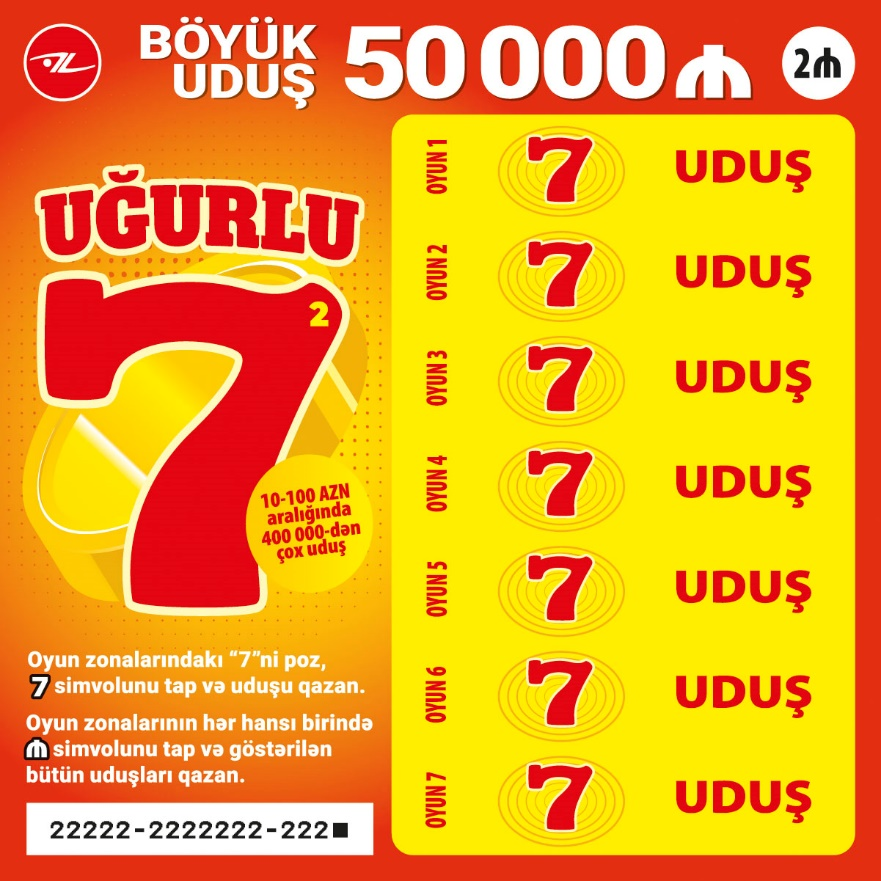 BÖYÜK
UDUŞ
50 000 ₼
2₼
UĞURLU
7
2
10-100 AZN
aralığında
400 000-dən
çox uduş
Oyun zonalarındakı “7”ni poz,
7 simvolunu tap və uduşu qazan.
Oyun zonalarının hər hansı birində
₼ simvolunu tap və göstərilən
bütün uduşları qazan.
22222-2222222-222■
OYUN 1 7 UDUŞ
OYUN 2 7 UDUŞ
OYUN 3 7 UDUŞ
OYUN 4 7 UDUŞ
OYUN 5 7 UDUŞ
OYUN 6 7 UDUŞ
OYUN 7 7 UDUŞ